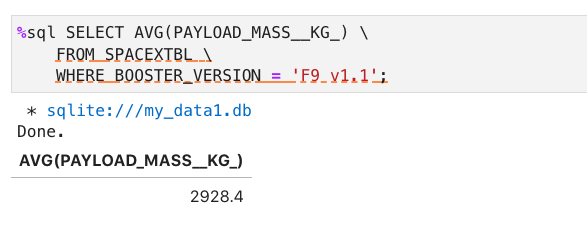 %sql SELECT AVG(PAYLOAD_MASS__KG_) \
FROM SPACEXTBL \
WHERE BOOSTER_VERSION = 'F9 v1.1';
* sqlite:///my_data1.db
Done.
AVG(PAYLOAD_MASS__KG_)
2928.4